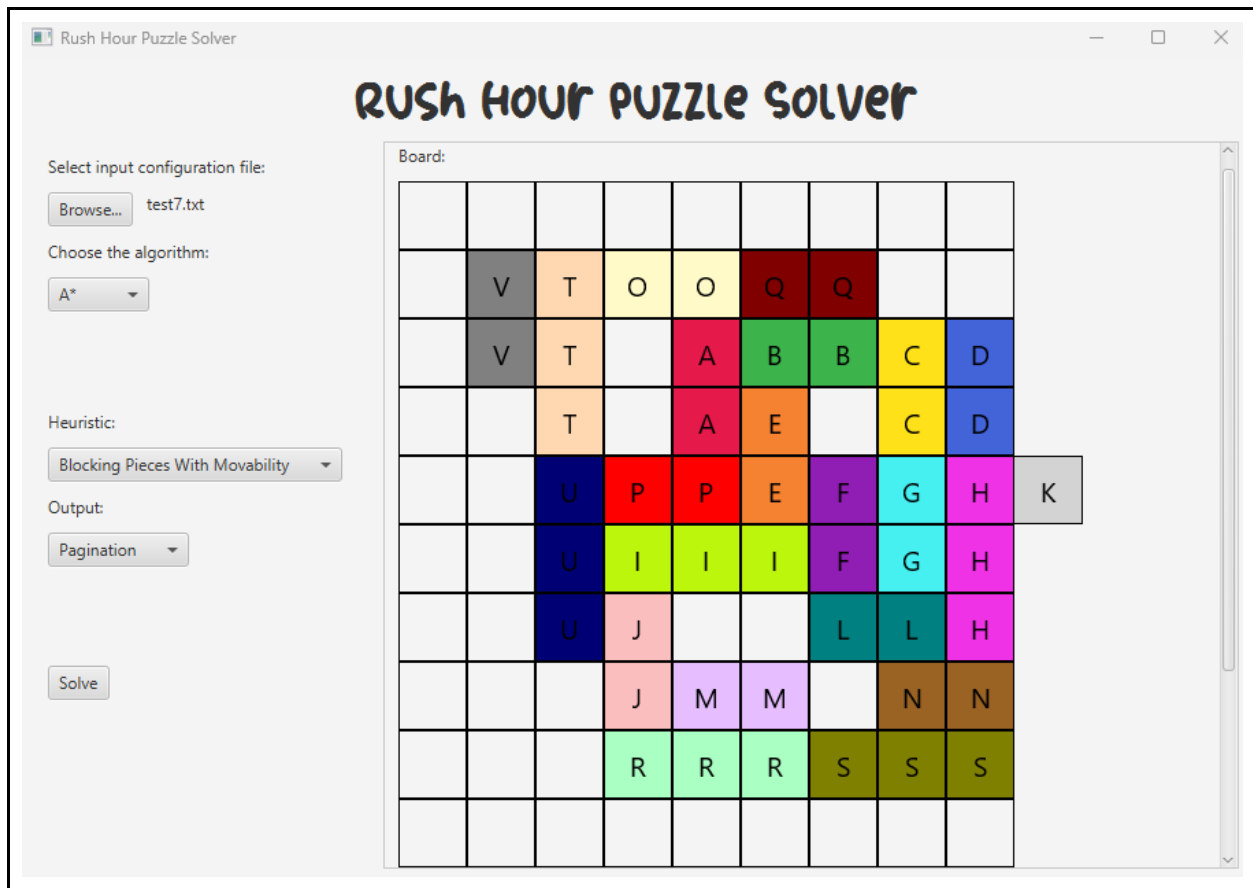 Rush Hour Puzzle Solver
Rush Hour Puzzle Solver
Select input configuration file:
Browse... test7.txt
Choose the algorithm:
A*
Heuristic:
Blocking Pieces With Movability
Output:
Pagination
Solve
Board:
V T O O Q Q
V T A B B C D
T A E C D
U P P E F G H K
U I I I F G H
U J L L H
J M M N N
R R R S S S